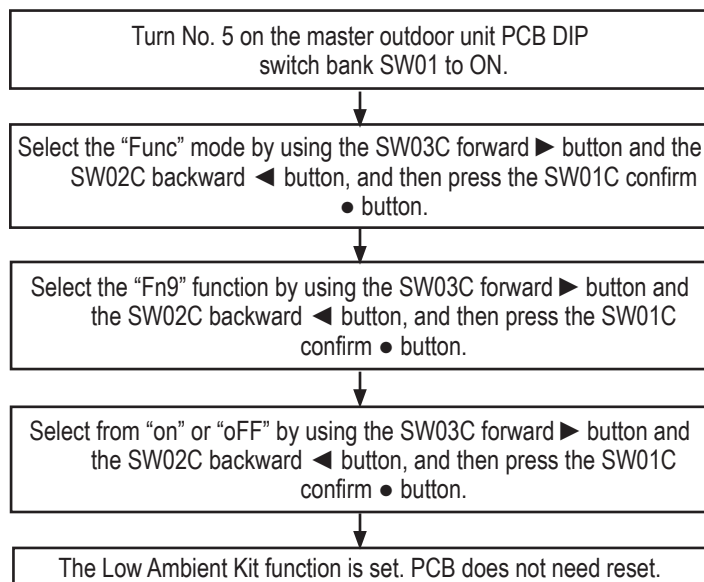 Turn No. 5 on the master outdoor unit PCB DIP
switch bank SW01 to ON.
Select the “Func” mode by using the SW03C forward ► button and the
SW02C backward ◄ button, and then press the SW01C confirm
● button.
Select the “Fn9” function by using the SW03C forward ► button and
the SW02C backward ◄ button, and then press the SW01C
confirm ● button.
Select from “on” or “oFF” by using the SW03C forward ► button and
the SW02C backward ◄ button, and then press the SW01C
confirm ● button.
The Low Ambient Kit function is set. PCB does not need reset.